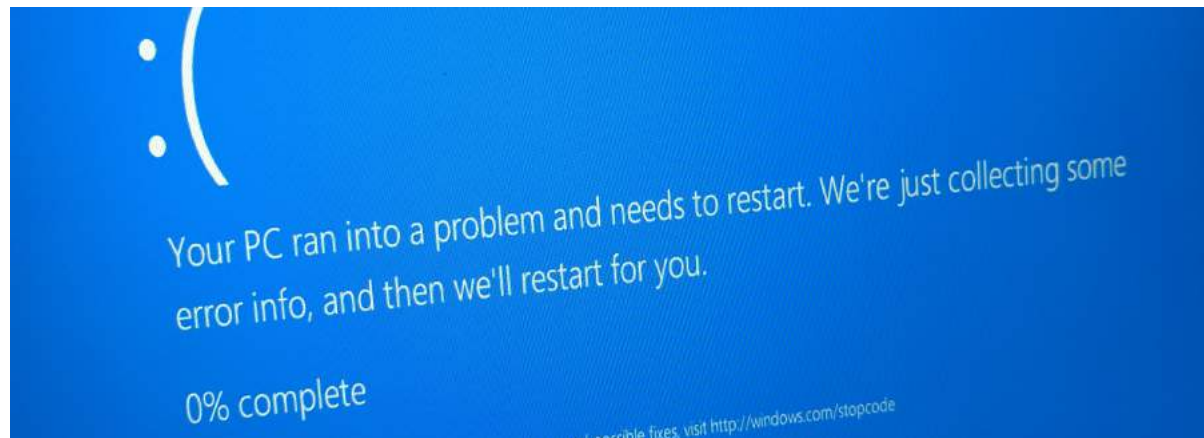 :(
Your PC ran into a problem and needs to restart. We're just collecting some
error info, and then we'll restart for you.
0% complete
fixes, visit http://windows.com/stopcode